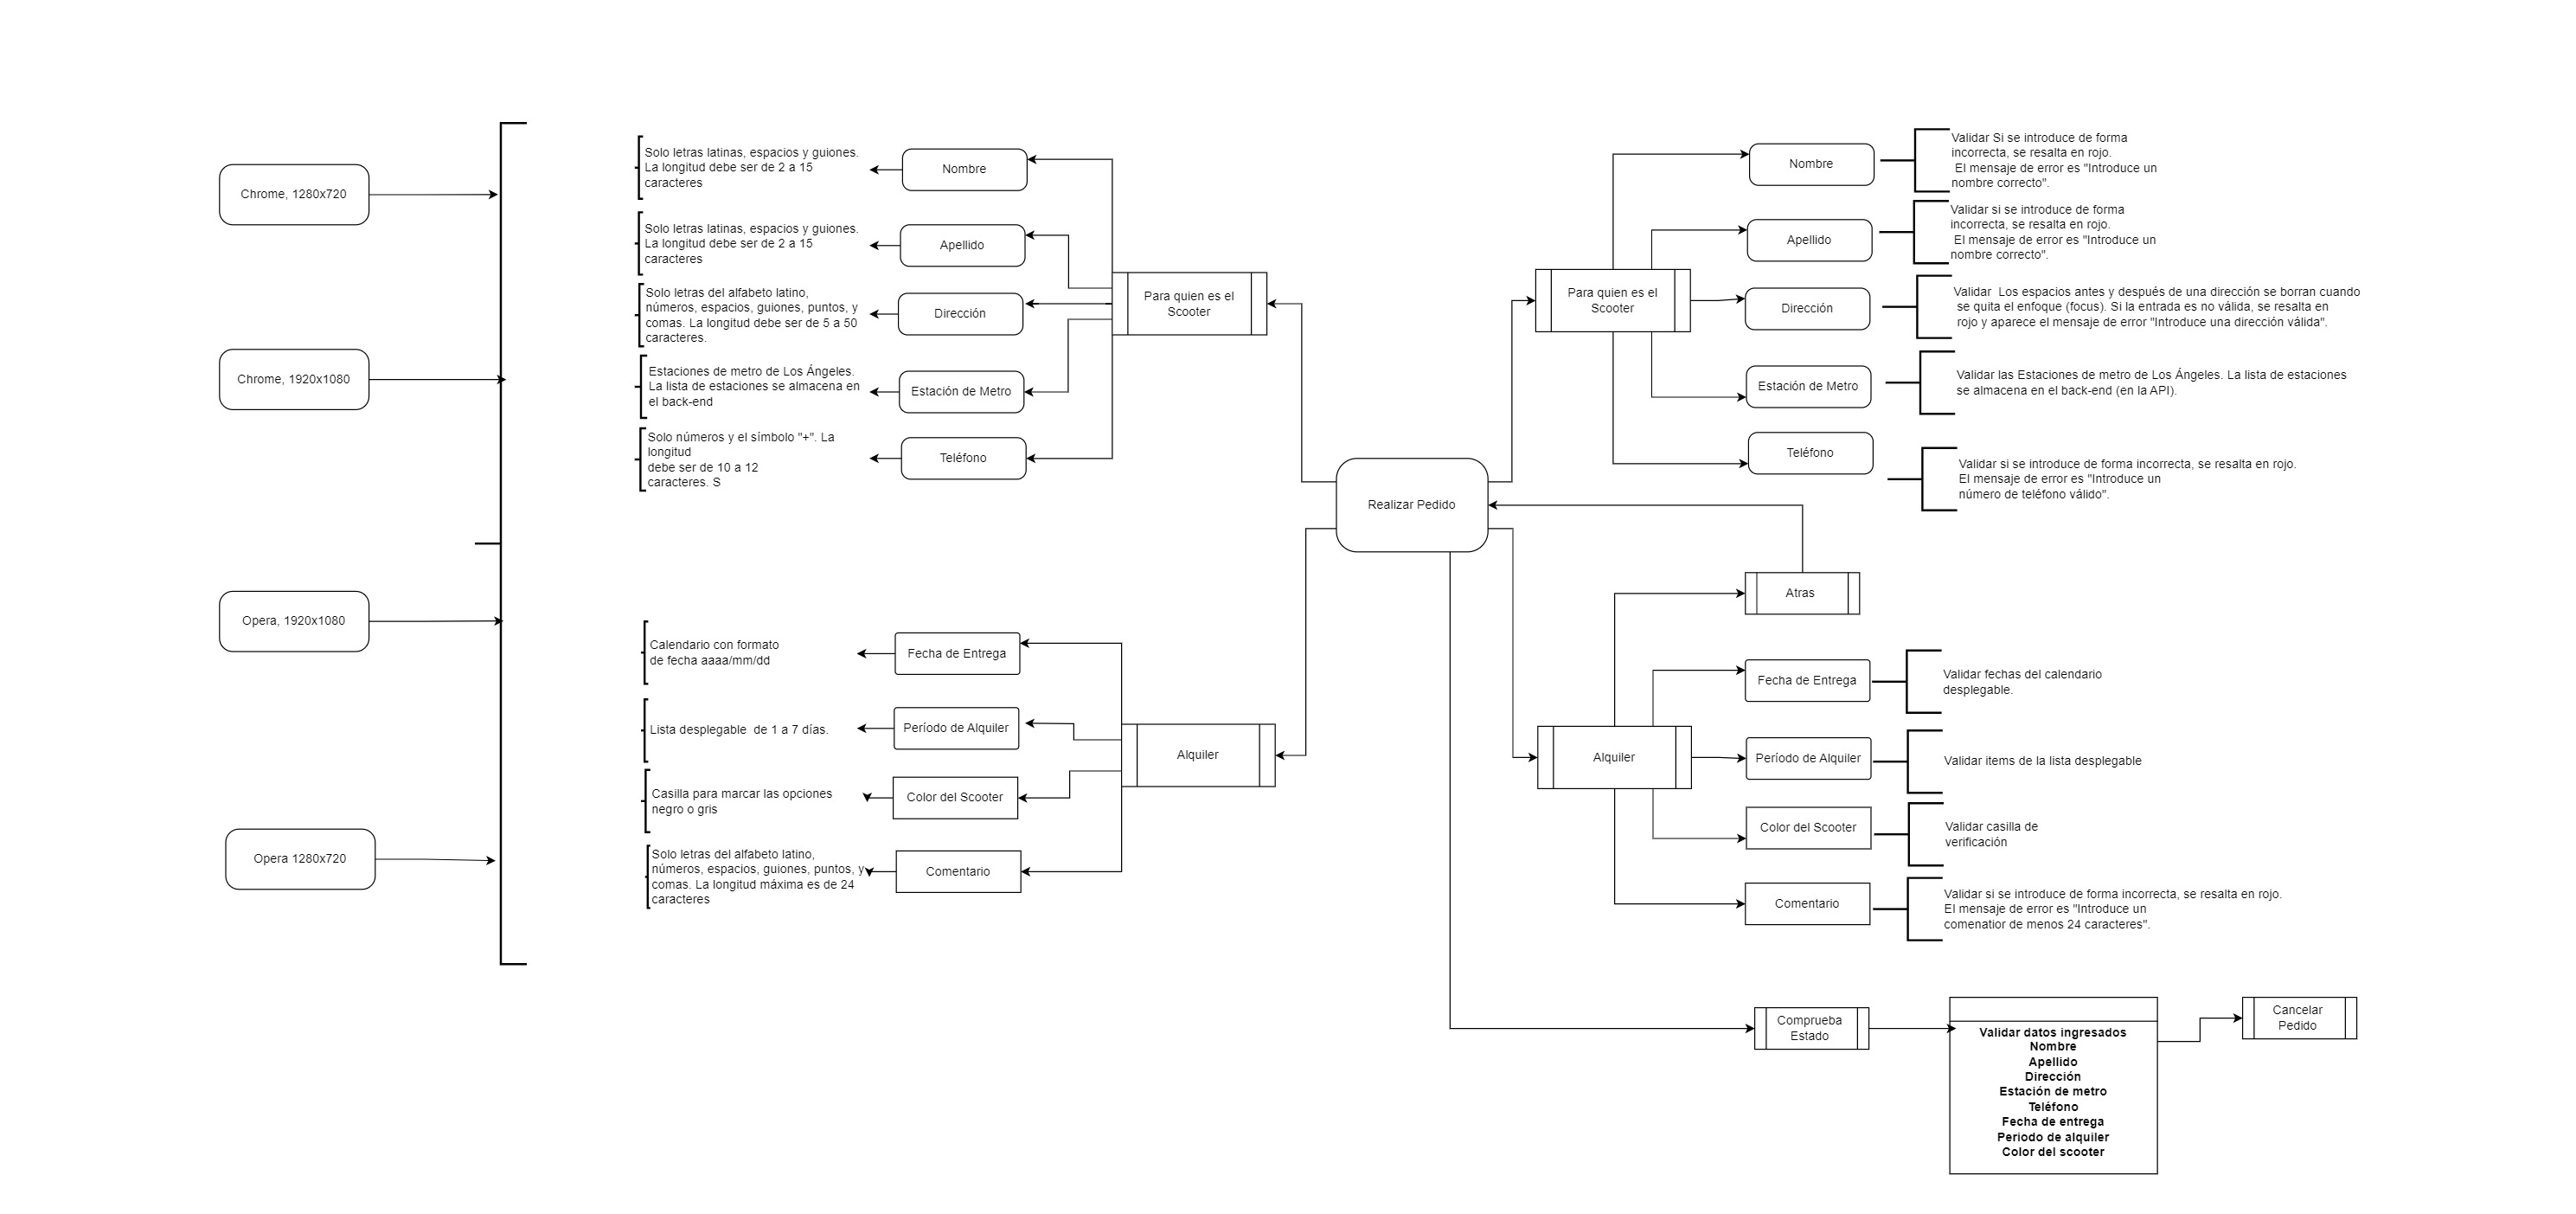 Chrome, 1280x720
Chrome, 1920x1080
Opera, 1920x1080
Opera 1280x720
Solo letras latinas, espacios y guiones.
La longitud debe ser de 2 a 15
caracteres
Nombre
Solo letras latinas, espacios y guiones.
La longitud debe ser de 2 a 15
caracteres
Apellido
Solo letras del alfabeto latino,
números, espacios, guiones, puntos, y
comas. La longitud debe ser de 5 a 50
caracteres.
Dirección
Estaciones de metro de Los Ángeles.
La lista de estaciones se almacena en
el back-end
Estación de Metro
Solo números y el símbolo "+". La
longitud
debe ser de 10 a 12
caracteres. S
Teléfono
Para quien es el
Scooter
Calendario con formato
de fecha aaaa/mm/dd
Fecha de Entrega
Lista desplegable  de 1 a 7 días.
Período de Alquiler
Casilla para marcar las opciones
negro o gris
Color del Scooter
Solo letras del alfabeto latino,
números, espacios, guiones, puntos, y
comas. La longitud máxima es de 24
caracteres
Comentario
Alquiler
Realizar Pedido
Para quien es el
Scooter
Nombre
Validar Si se introduce de forma
incorrecta, se resalta en rojo.
El mensaje de error es "Introduce un
nombre correcto".
Apellido
Validar si se introduce de forma
incorrecta, se resalta en rojo.
El mensaje de error es "Introduce un
nombre correcto".
Dirección
Validar  Los espacios antes y después de una dirección se borran cuando
se quita el enfoque (focus). Si la entrada es no válida, se resalta en
rojo y aparece el mensaje de error "Introduce una dirección válida".
Estación de Metro
Validar las Estaciones de metro de Los Ángeles. La lista de estaciones
se almacena en el back-end (en la API).
Teléfono
Validar si se introduce de forma incorrecta, se resalta en rojo.
El mensaje de error es "Introduce un
número de teléfono válido".
Atras
Alquiler
Fecha de Entrega
Validar fechas del calendario
desplegable.
Período de Alquiler
Validar items de la lista desplegable
Color del Scooter
Validar casilla de
verificación
Comentario
Validar si se introduce de forma incorrecta, se resalta en rojo.
El mensaje de error es "Introduce un
comenatior de menos 24 caracteres".
Comprueba
Estado
Validar datos ingresados
Nombre
Apellido
Dirección
Estación de metro
Teléfono
Fecha de entrega
Periodo de alquiler
Color del scooter
Cancelar
Pedido